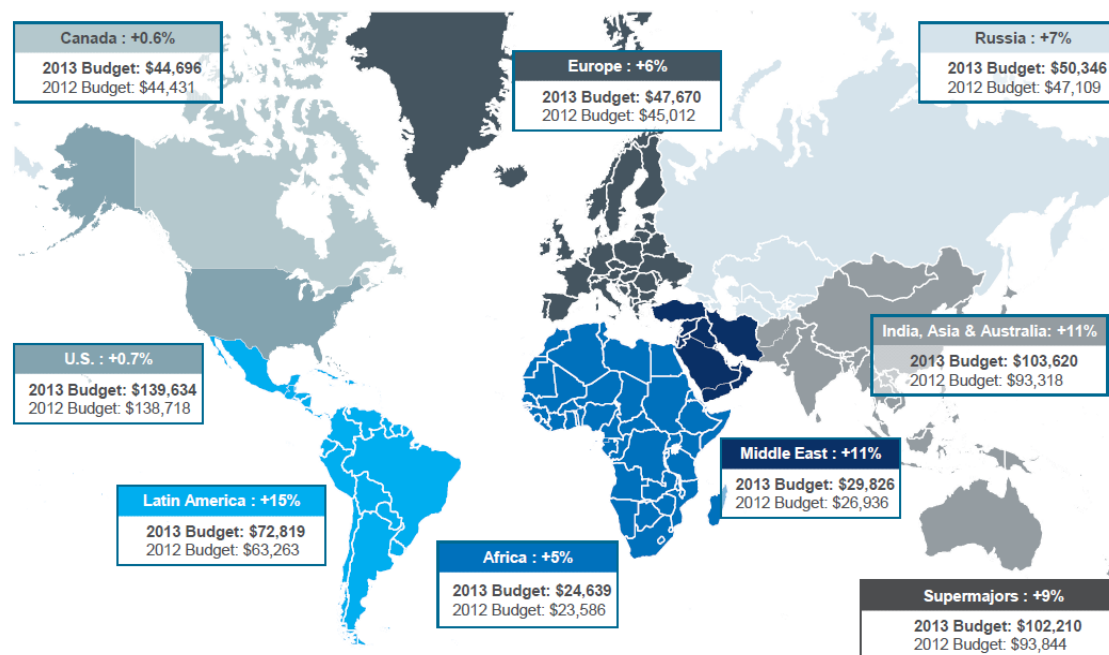 Canada : +0.6%
2013 Budget: $44,696
2012 Budget: $44,431
Europe : +6%
2013 Budget: $47,670
2012 Budget: $45,012
Russia : +7%
2013 Budget: $50,346
2012 Budget: $47,109
U.S. : +0.7%
2013 Budget: $139,634
2012 Budget: $138,718
India, Asia & Australia: +11%
2013 Budget: $103,620
2012 Budget: $93,318
Middle East : +11%
2013 Budget: $29,826
2012 Budget: $26,936
Latin America : +15%
2013 Budget: $72,819
2012 Budget: $63,263
Africa : +5%
2013 Budget: $24,639
2012 Budget: $23,586
Supermajors : +9%
2013 Budget: $102,210
2012 Budget: $93,844